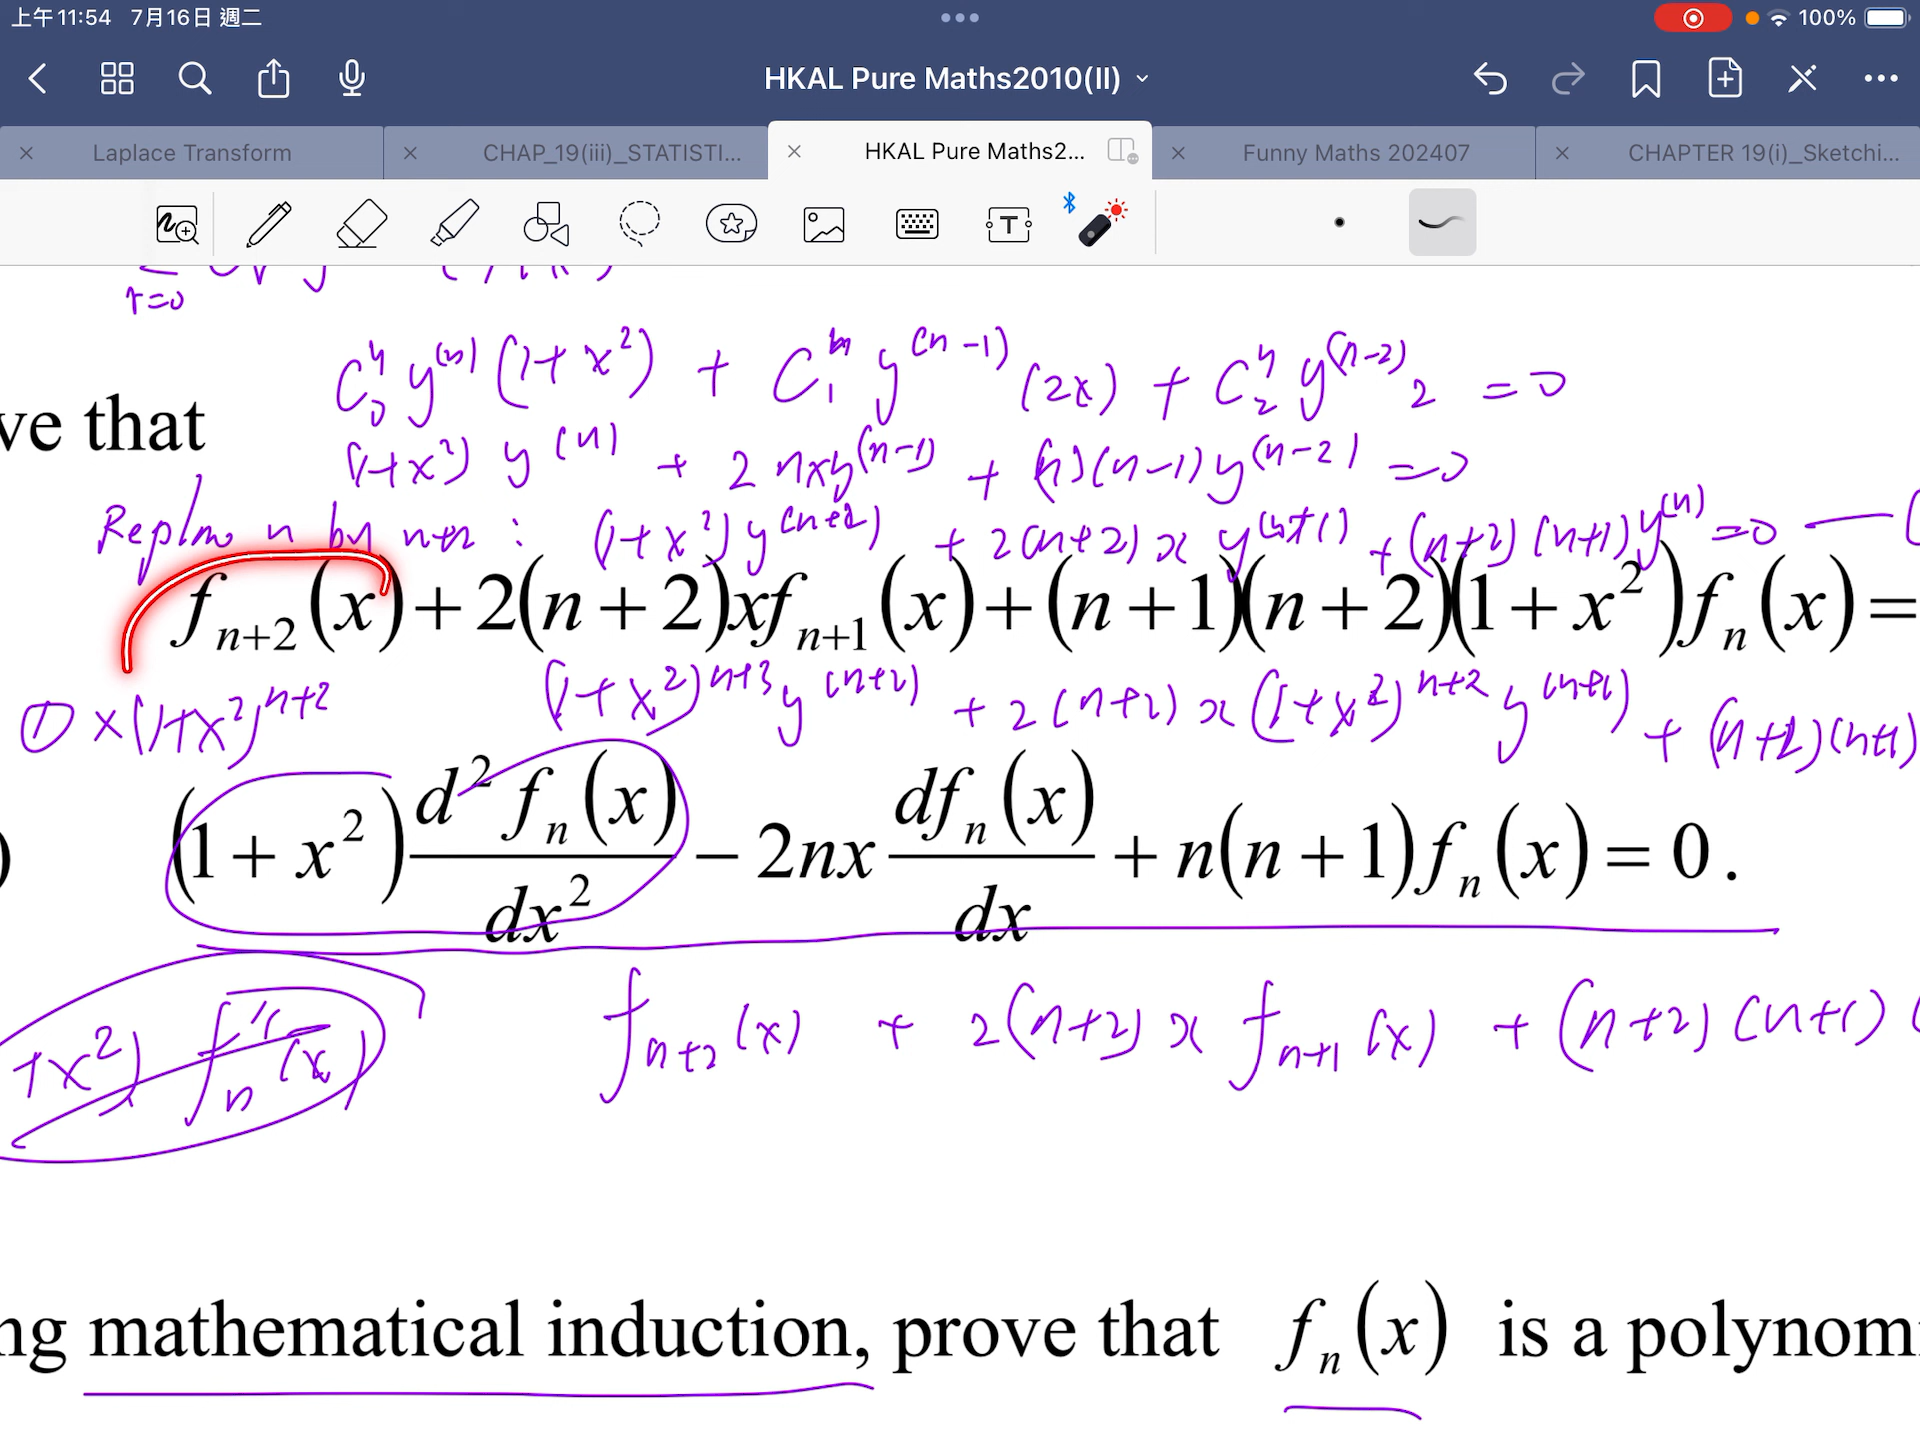 上午11:54 7月16日 週二
100%
HKAL Pure Maths2010(II)
Laplace Transform
CHAP_19(iii)_STATISTI...
HKAL Pure Maths2...
Funny Maths 202407
CHAPTER 19(i)_Sketchi...
r=0
C₀ⁿ y⁽ⁿ⁾ (1+x²) + C₁ⁿ y⁽ⁿ⁻¹⁾ (2x) + C₂ⁿ y⁽ⁿ⁻²⁾ 2 = 0
ve that
(1+x²) y⁽ⁿ⁾ + 2nxy⁽ⁿ⁻¹⁾ + (n)(n-1)y⁽ⁿ⁻²⁾ = 0
n by n+2 : (1+x²) y⁽ⁿ⁺²⁾ + 2(n+2) x y⁽ⁿ⁺¹⁾ + (n+2)(n+1)y⁽ⁿ⁾ = 0 — (
fₙ₊₂(x) + 2(n+2)xfₙ₊₁(x) + (n+1)(n+2)(1+x²)fₙ(x) =
① x(1+x²)ⁿ⁺² (1+x²)ⁿ⁺³ y⁽ⁿ⁺²⁾ + 2(n+2) x (1+x²)ⁿ⁺² y⁽ⁿ⁺¹⁾ + (n+2)(n+1)
) (1+x²) d²fₙ(x)/dx² − 2nx dfₙ(x)/dx + n(n+1)fₙ(x) = 0.
+x²) fₙ''(x) fₙ₊₂(x) + 2(n+2) x fₙ₊₁(x) + (n+2)(n+1)(
ng mathematical induction, prove that fₙ(x) is a polynom